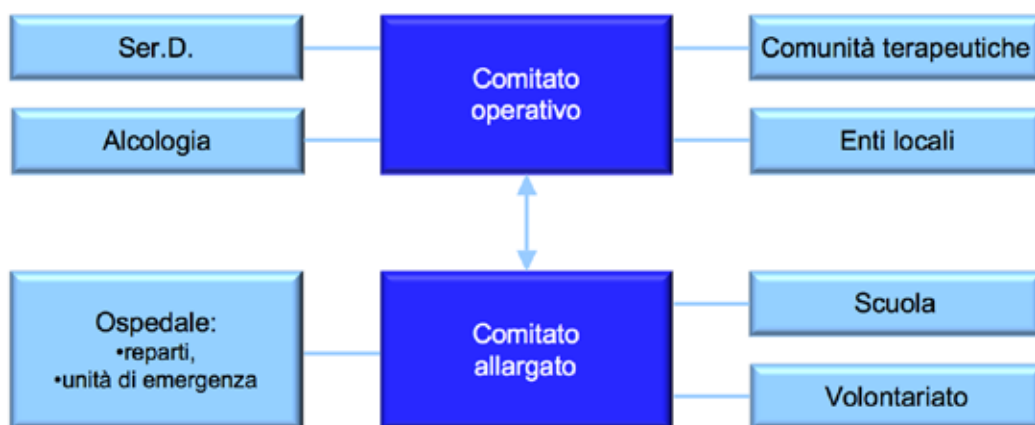 Ser.D.
Comitato
operativo
Comunità terapeutiche
Alcologia
Enti locali
Ospedale:
•reparti,
•unità di emergenza
Comitato
allargato
Scuola
Volontariato